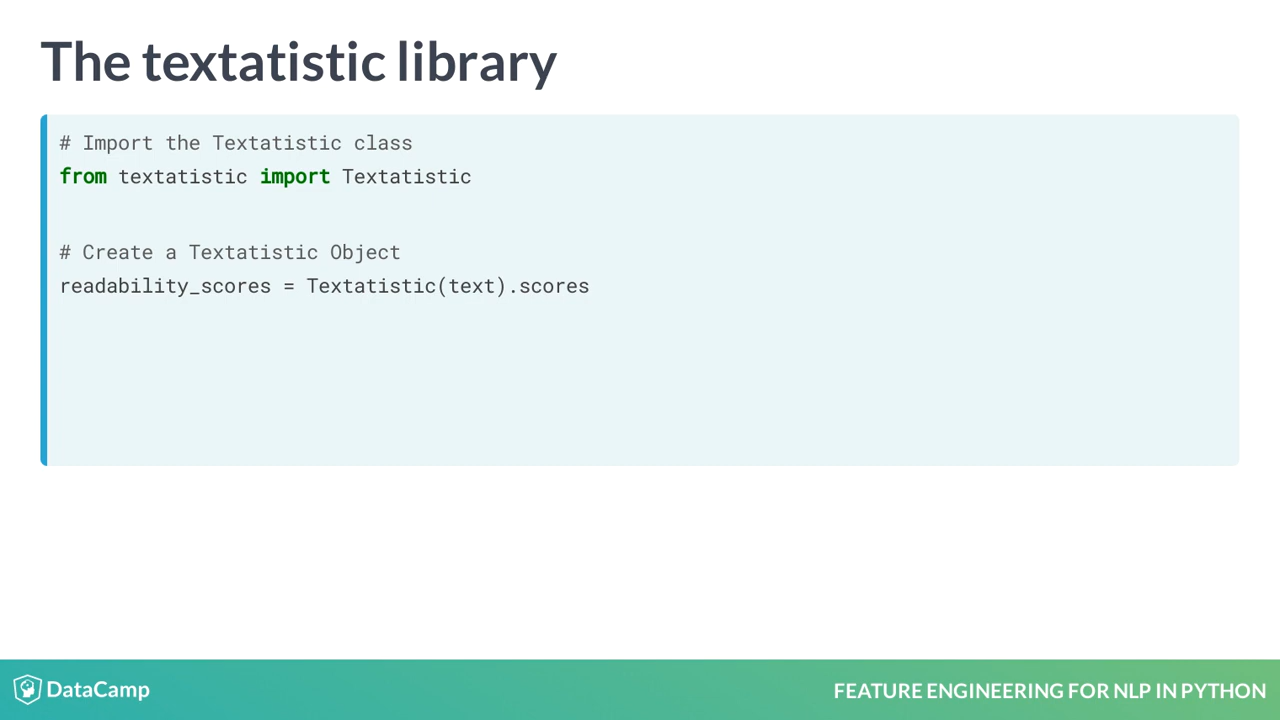 The textatistic library
# Import the Textatistic class
from textatistic import Textatistic
# Create a Textatistic Object
readability_scores = Textatistic(text).scores
DataCamp
FEATURE ENGINEERING FOR NLP IN PYTHON